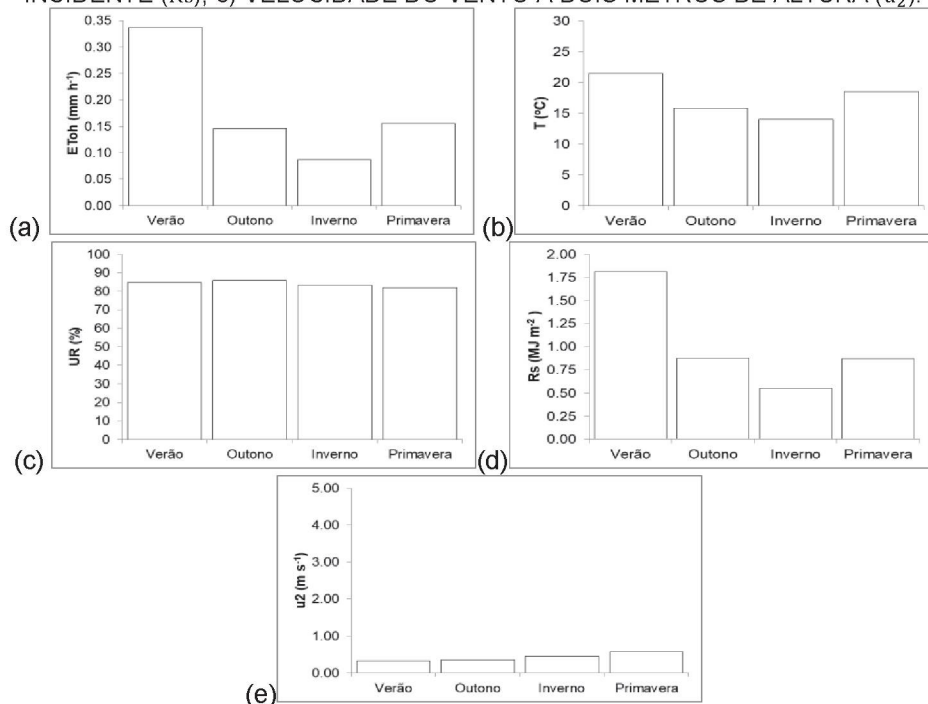 INCIDENTE (Rs); e) VELOCIDADE DO VENTO A DOIS METROS DE ALTURA (u₂).
0.35
0.30
0.25
0.20
0.15
0.10
0.05
0.00
EToh (mm h⁻¹)
Verão Outono Inverno Primavera
(a)
30
25
20
15
10
5
0
T (ºC)
Verão Outono Inverno Primavera
(b)
100
90
80
70
60
50
40
30
20
10
0
UR (%)
Verão Outono Inverno Primavera
(c)
2.00
1.75
1.50
1.25
1.00
0.75
0.50
0.25
0.00
Rs (MJ m⁻²)
Verão Outono Inverno Primavera
(d)
5.00
4.00
3.00
2.00
1.00
0.00
u2 (m s⁻¹)
Verão Outono Inverno Primavera
(e)